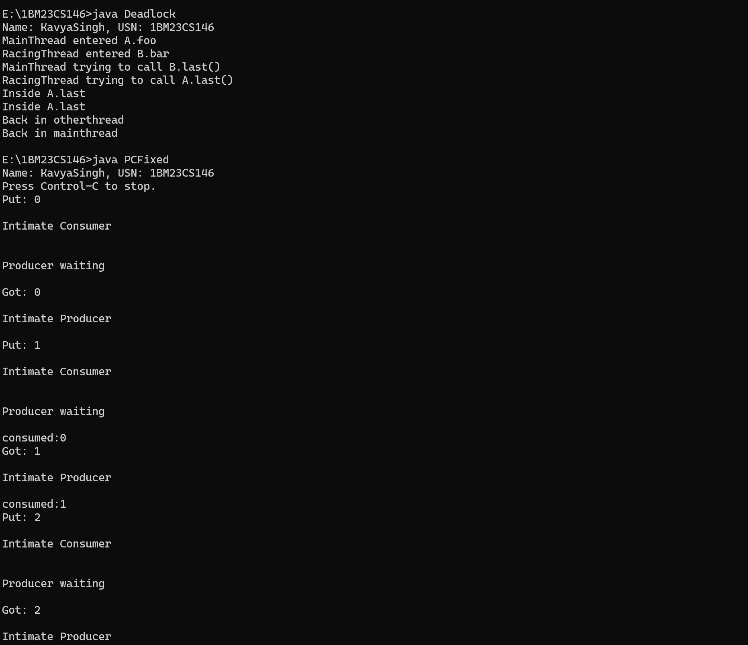 E:\1BM23CS146>java Deadlock
Name: KavyaSingh, USN: 1BM23CS146
MainThread entered A.foo
RacingThread entered B.bar
MainThread trying to call B.last()
RacingThread trying to call A.last()
Inside A.last
Inside A.last
Back in otherthread
Back in mainthread
E:\1BM23CS146>java PCFixed
Name: KavyaSingh, USN: 1BM23CS146
Press Control-C to stop.
Put: 0
Intimate Consumer
Producer waiting
Got: 0
Intimate Producer
Put: 1
Intimate Consumer
Producer waiting
consumed:0
Got: 1
Intimate Producer
consumed:1
Put: 2
Intimate Consumer
Producer waiting
Got: 2
Intimate Producer